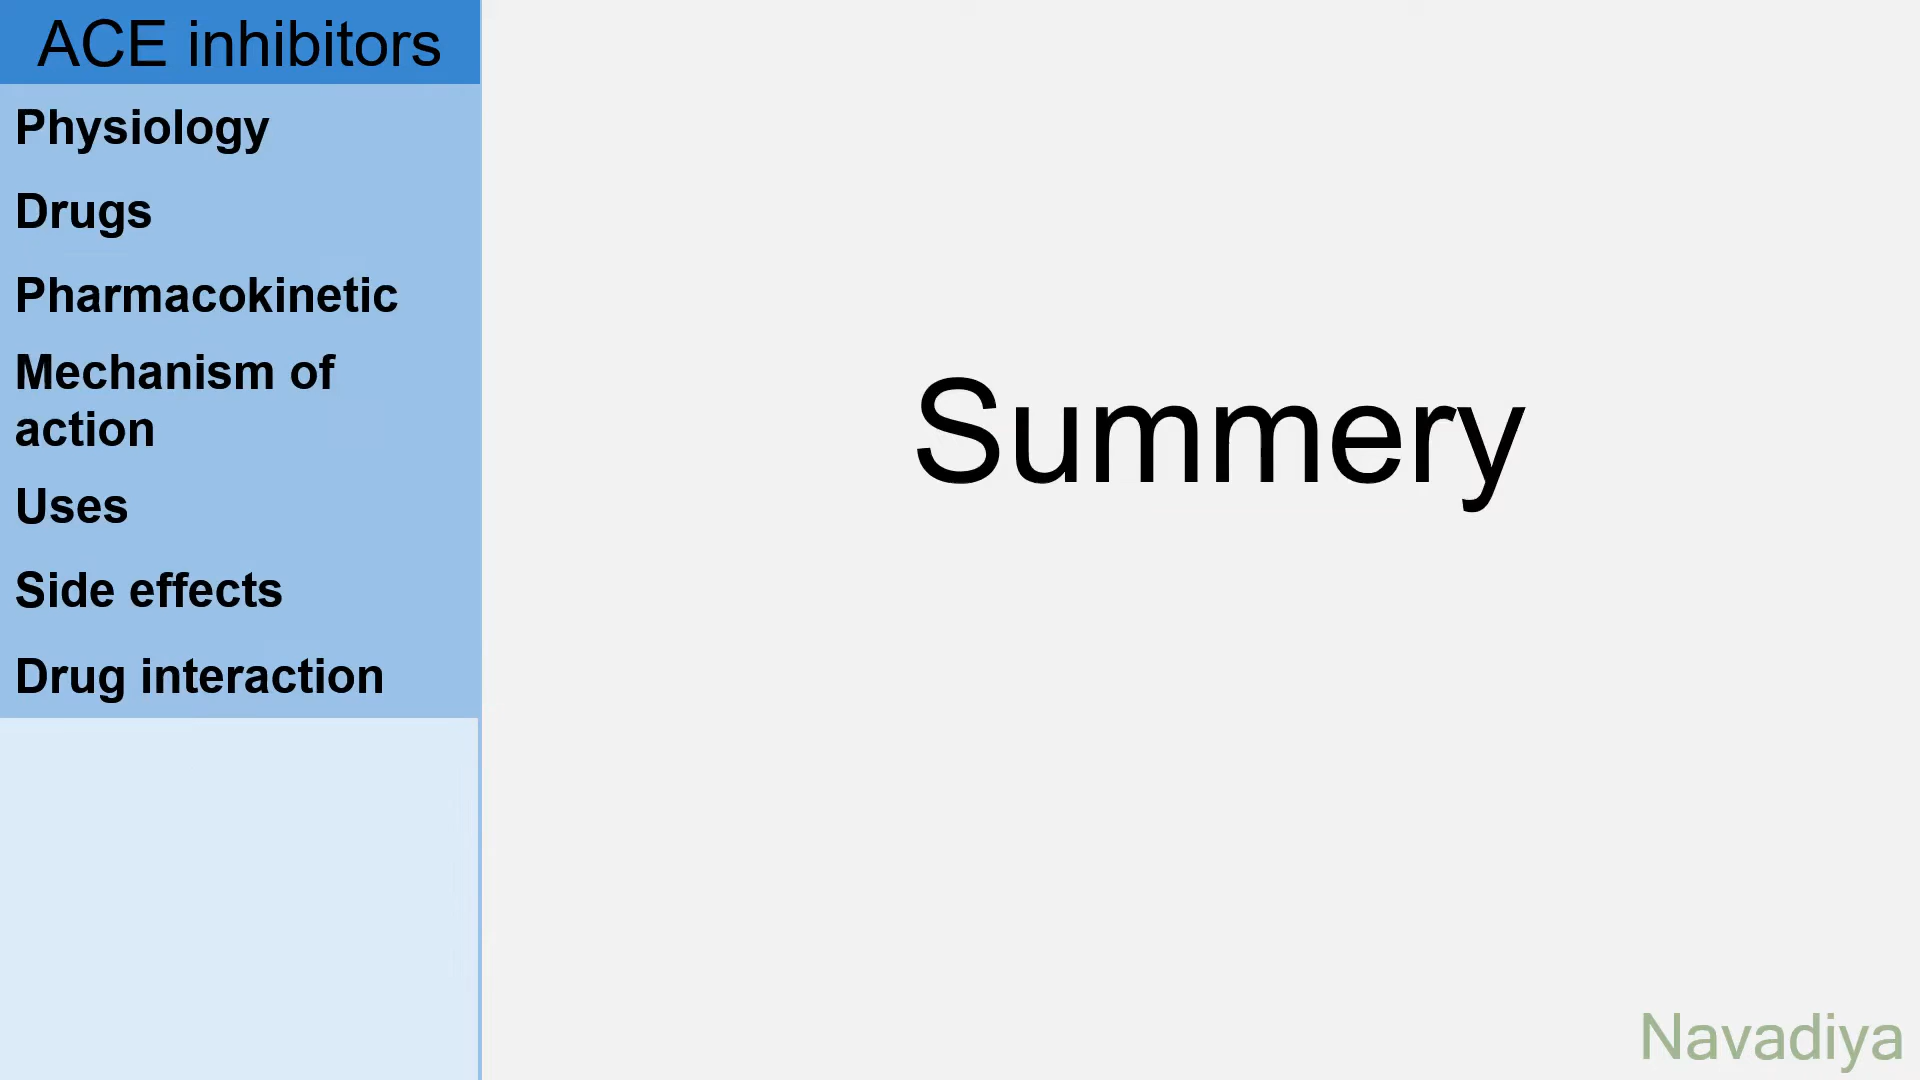 ACE inhibitors
Physiology
Drugs
Pharmacokinetic
Mechanism of
action
Uses
Side effects
Drug interaction
Summery
Navadiya